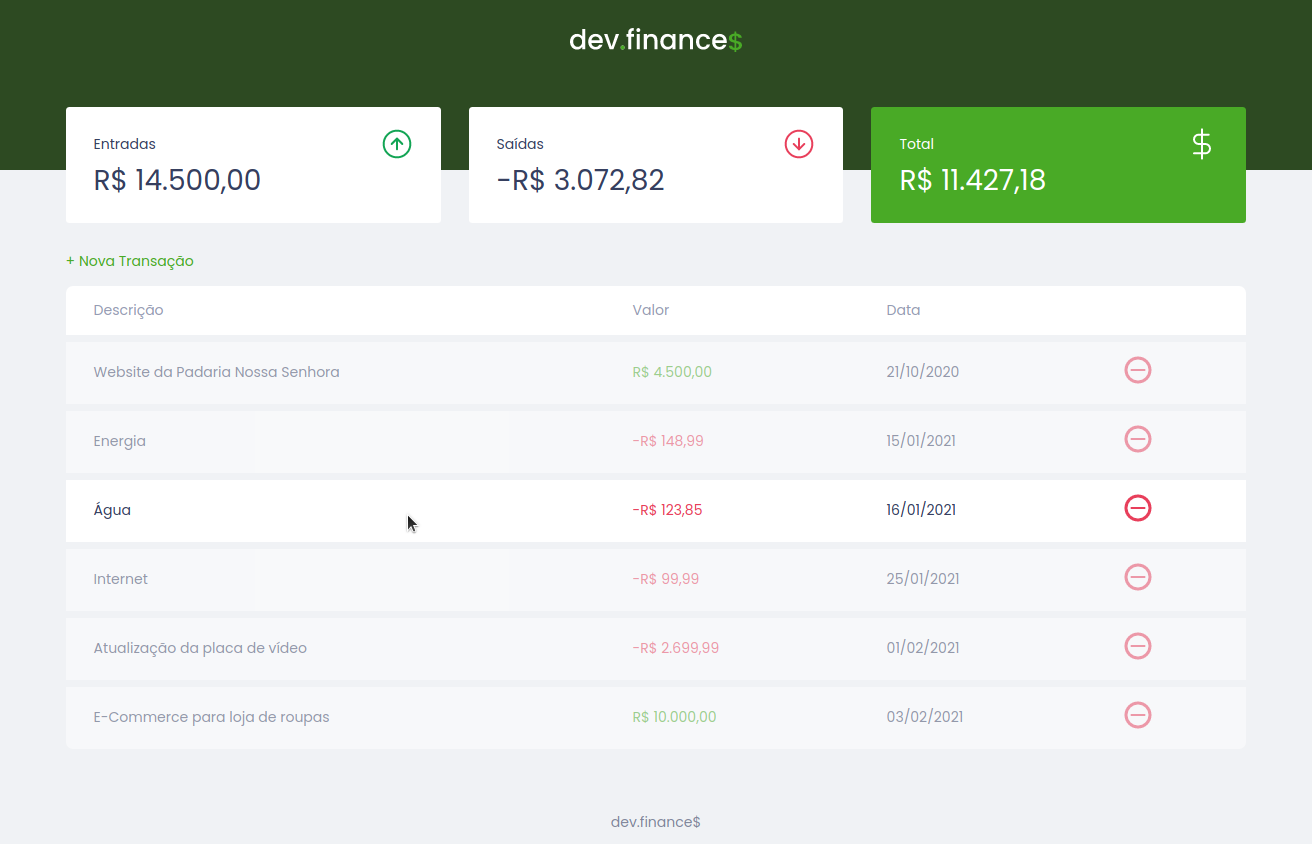 dev.finance$
Entradas
R$ 14.500,00
Saídas
-R$ 3.072,82
Total
$
R$ 11.427,18
+ Nova Transação
Descrição Valor Data
Website da Padaria Nossa Senhora R$ 4.500,00 21/10/2020
Energia -R$ 148,99 15/01/2021
Água -R$ 123,85 16/01/2021
Internet -R$ 99,99 25/01/2021
Atualização da placa de vídeo -R$ 2.699,99 01/02/2021
E-Commerce para loja de roupas R$ 10.000,00 03/02/2021
dev.finance$